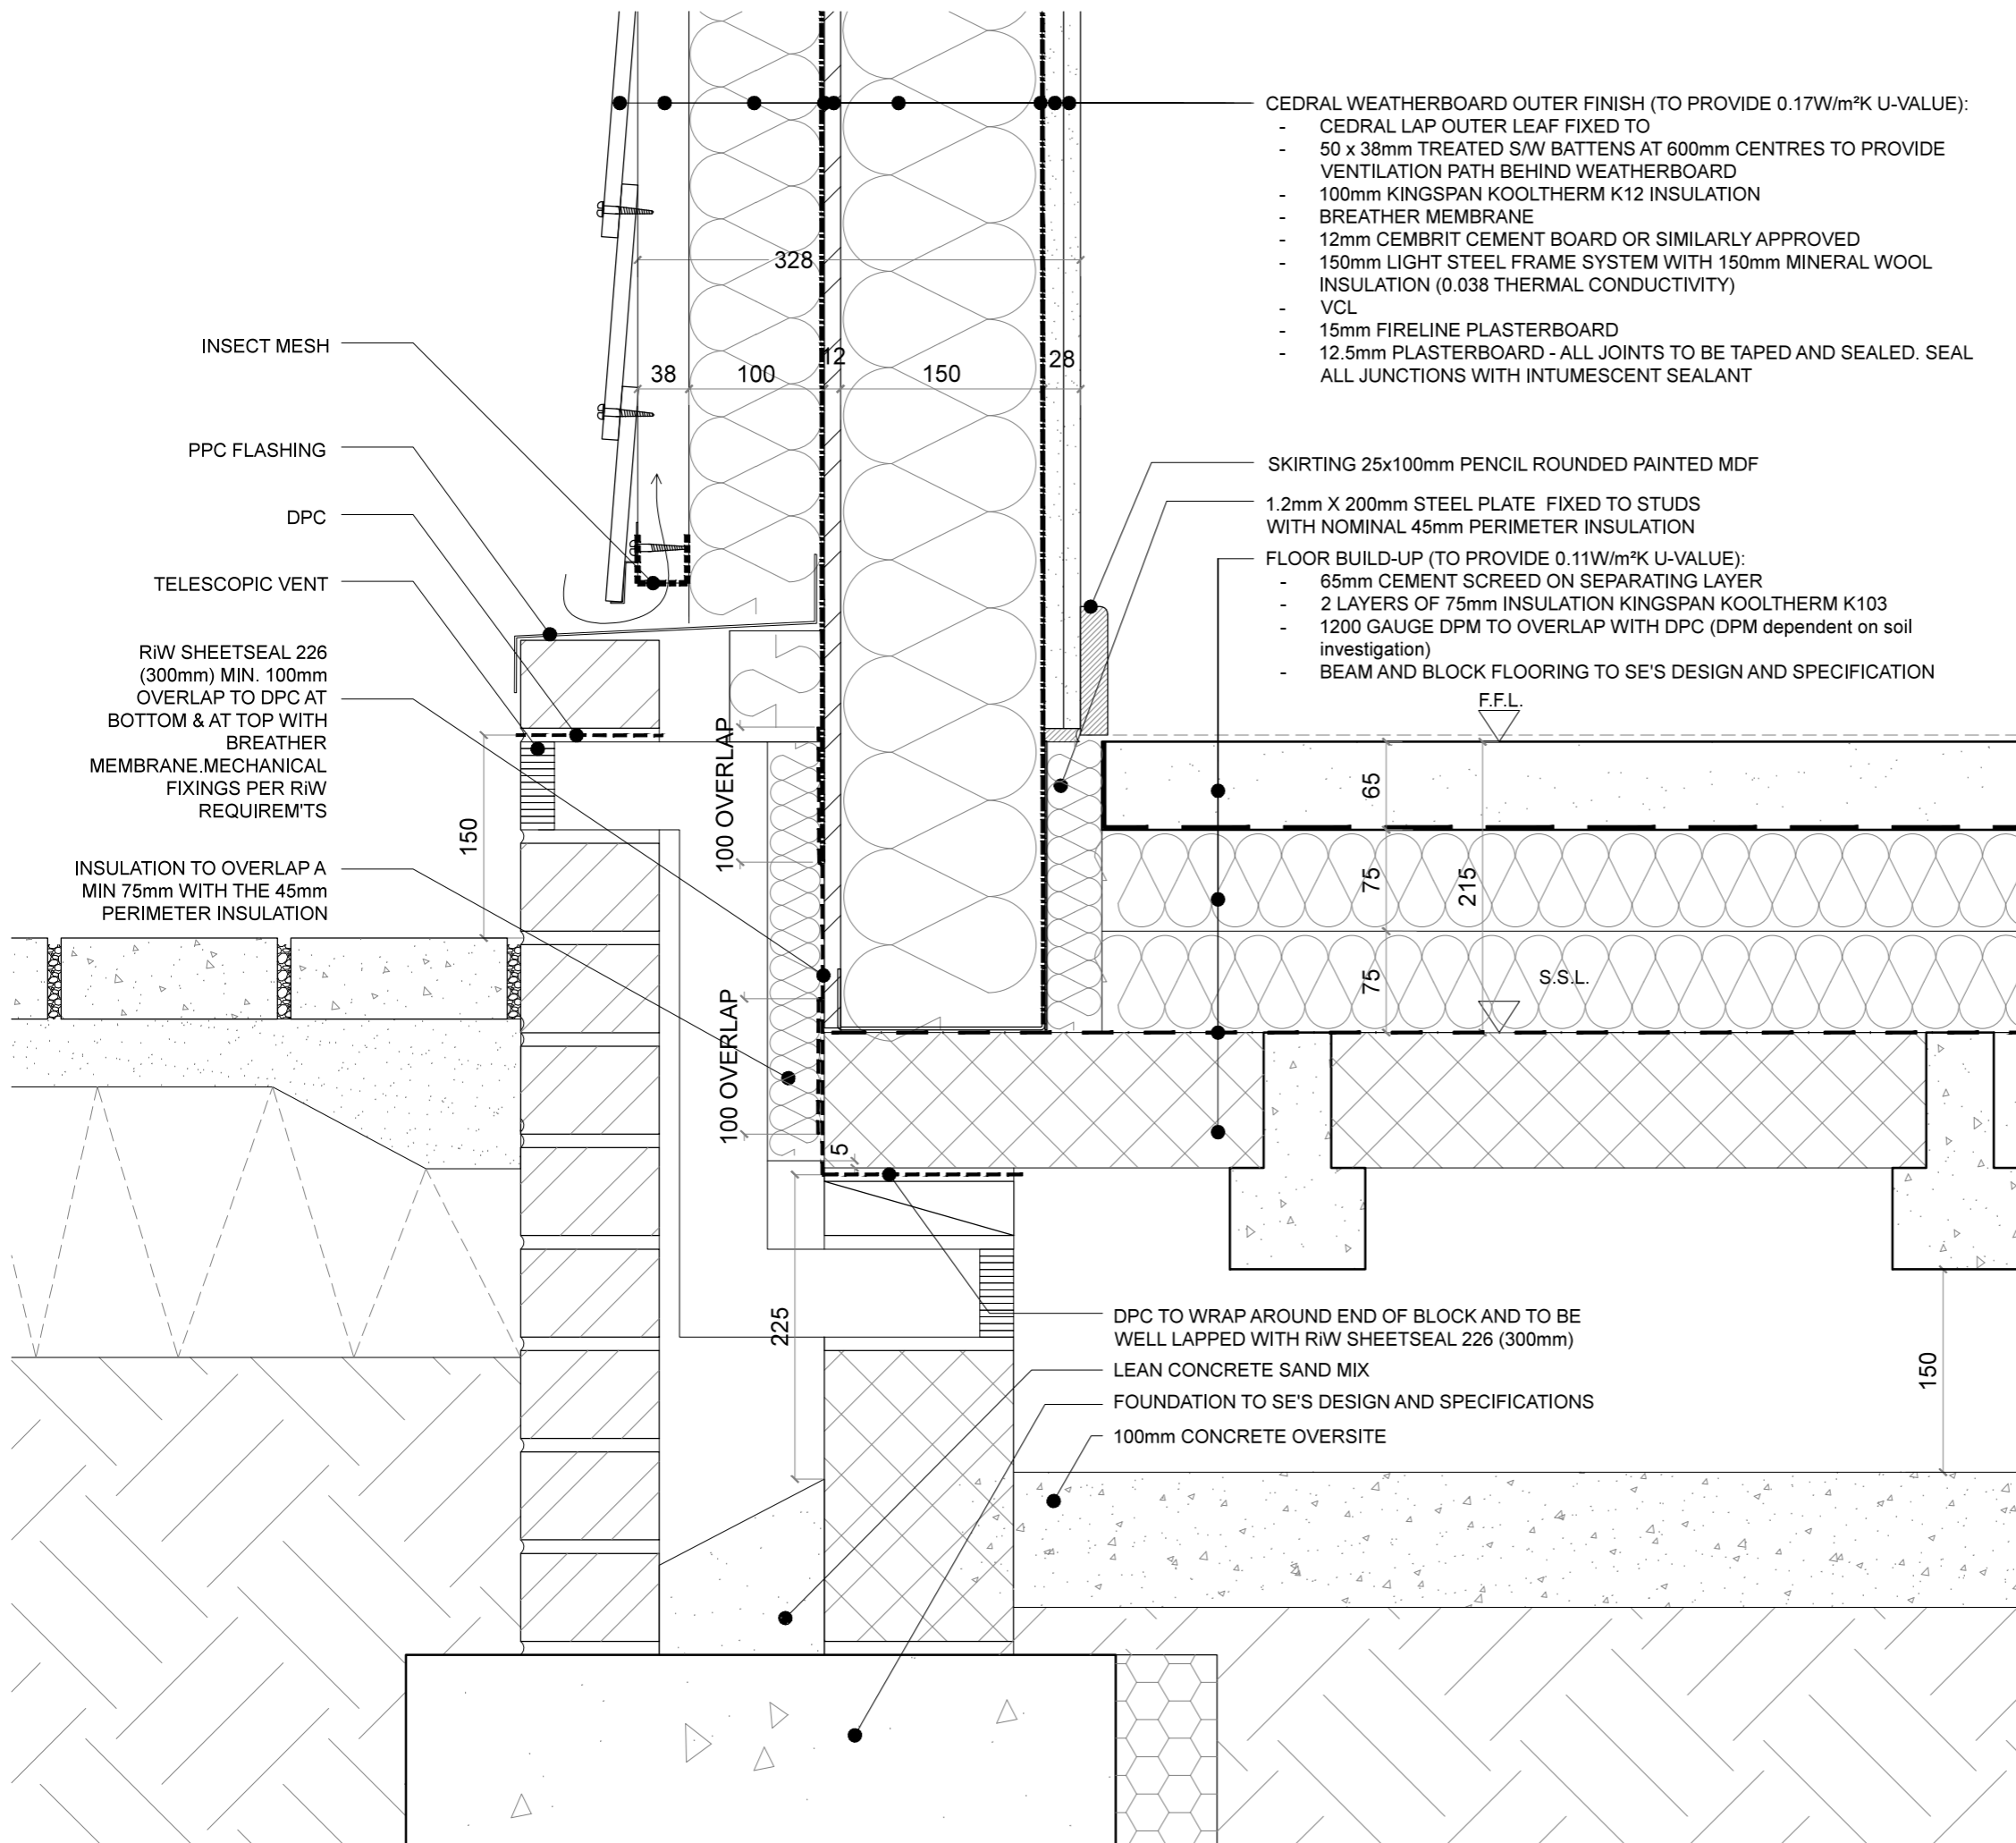 CEDRAL WEATHERBOARD OUTER FINISH (TO PROVIDE 0.17W/m²K U-VALUE):
- CEDRAL LAP OUTER LEAF FIXED TO
- 50 x 38mm TREATED S/W BATTENS AT 600mm CENTRES TO PROVIDE
VENTILATION PATH BEHIND WEATHERBOARD
- 100mm KINGSPAN KOOLTHERM K12 INSULATION
- BREATHER MEMBRANE
- 12mm CEMBRIT CEMENT BOARD OR SIMILARLY APPROVED
- 150mm LIGHT STEEL FRAME SYSTEM WITH 150mm MINERAL WOOL
INSULATION (0.038 THERMAL CONDUCTIVITY)
- VCL
- 15mm FIRELINE PLASTERBOARD
- 12.5mm PLASTERBOARD - ALL JOINTS TO BE TAPED AND SEALED. SEAL
ALL JUNCTIONS WITH INTUMESCENT SEALANT
328
38
100
12
150
28
INSECT MESH
PPC FLASHING
DPC
TELESCOPIC VENT
RiW SHEETSEAL 226
(300mm) MIN. 100mm
OVERLAP TO DPC AT
BOTTOM & AT TOP WITH
BREATHER
MEMBRANE.MECHANICAL
FIXINGS PER RiW
REQUIREM'TS
INSULATION TO OVERLAP A
MIN 75mm WITH THE 45mm
PERIMETER INSULATION
SKIRTING 25x100mm PENCIL ROUNDED PAINTED MDF
1.2mm X 200mm STEEL PLATE FIXED TO STUDS
WITH NOMINAL 45mm PERIMETER INSULATION
FLOOR BUILD-UP (TO PROVIDE 0.11W/m²K U-VALUE):
- 65mm CEMENT SCREED ON SEPARATING LAYER
- 2 LAYERS OF 75mm INSULATION KINGSPAN KOOLTHERM K103
- 1200 GAUGE DPM TO OVERLAP WITH DPC (DPM dependent on soil
investigation)
- BEAM AND BLOCK FLOORING TO SE'S DESIGN AND SPECIFICATION
F.F.L.
150
100 OVERLAP
65
75
215
75
S.S.L.
100 OVERLAP
5
225
150
DPC TO WRAP AROUND END OF BLOCK AND TO BE
WELL LAPPED WITH RiW SHEETSEAL 226 (300mm)
LEAN CONCRETE SAND MIX
FOUNDATION TO SE'S DESIGN AND SPECIFICATIONS
100mm CONCRETE OVERSITE